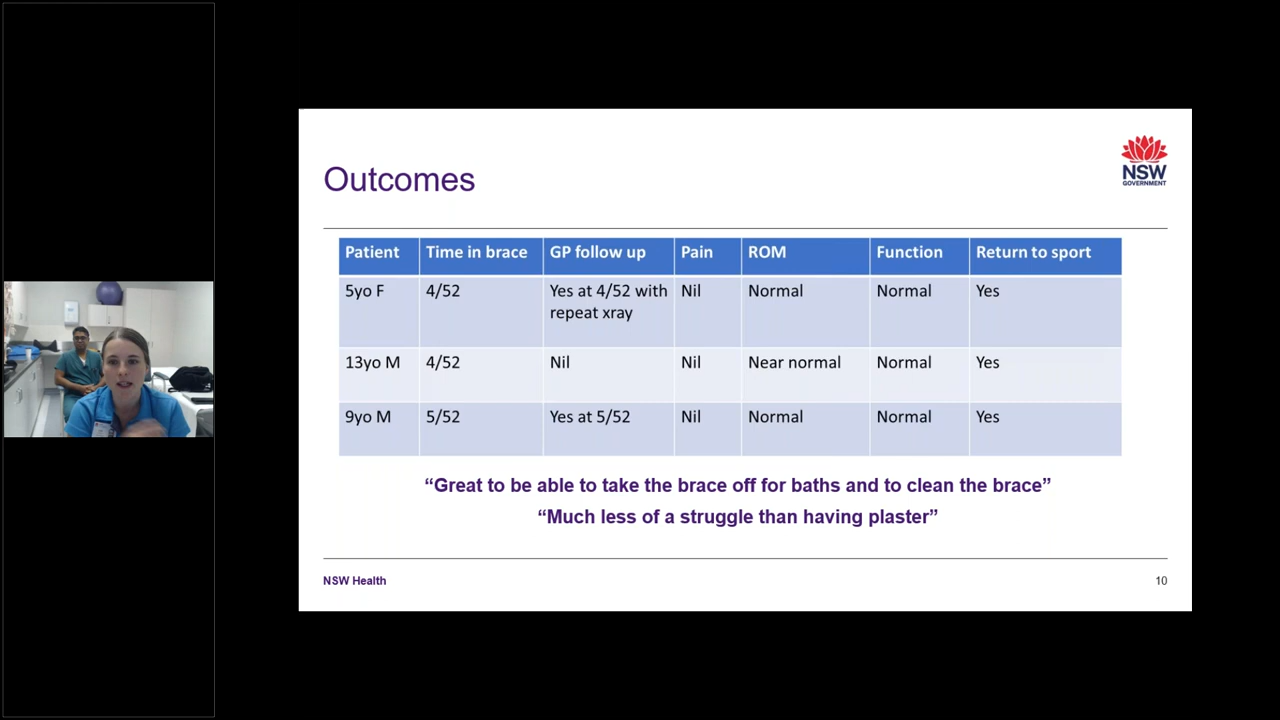 Outcomes
NSW
GOVERNMENT
Patient Time in brace GP follow up Pain ROM Function Return to sport
5yo F 4/52 Yes at 4/52 with repeat xray Nil Normal Normal Yes
13yo M 4/52 Nil Nil Near normal Normal Yes
9yo M 5/52 Yes at 5/52 Nil Normal Normal Yes
“Great to be able to take the brace off for baths and to clean the brace”
“Much less of a struggle than having plaster”
NSW Health
10